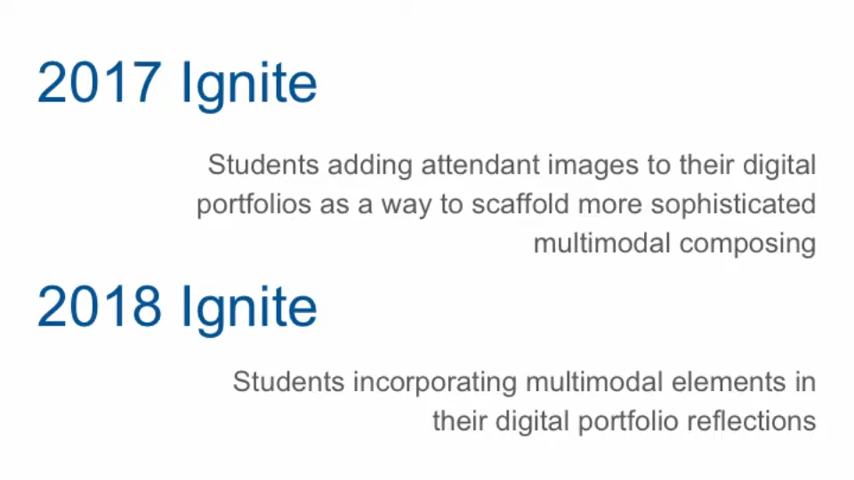 2017 Ignite
Students adding attendant images to their digital
portfolios as a way to scaffold more sophisticated
multimodal composing
2018 Ignite
Students incorporating multimodal elements in
their digital portfolio reflections